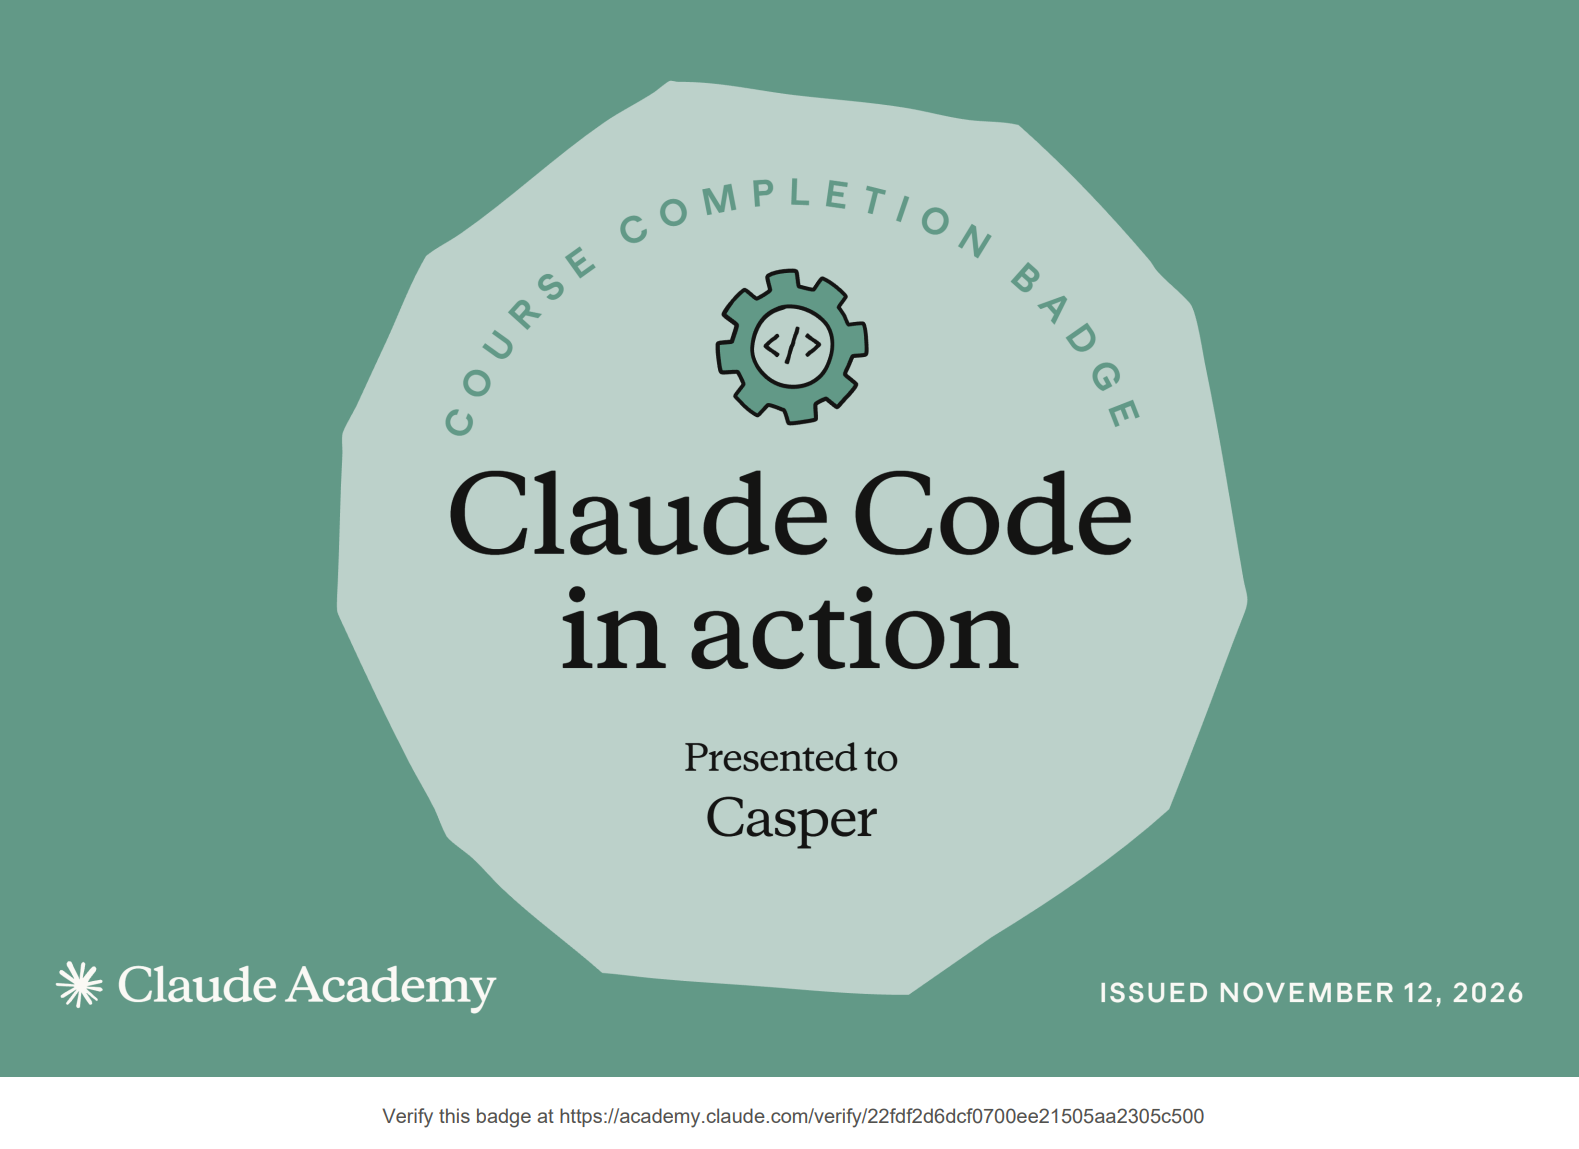 COURSE COMPLETION BADGE
</>
Claude Code
in action
Presented to
Casper
Claude Academy
ISSUED NOVEMBER 12, 2026
Verify this badge at https://academy.claude.com/verify/22fdf2d6dcf0700ee21505aa2305c500